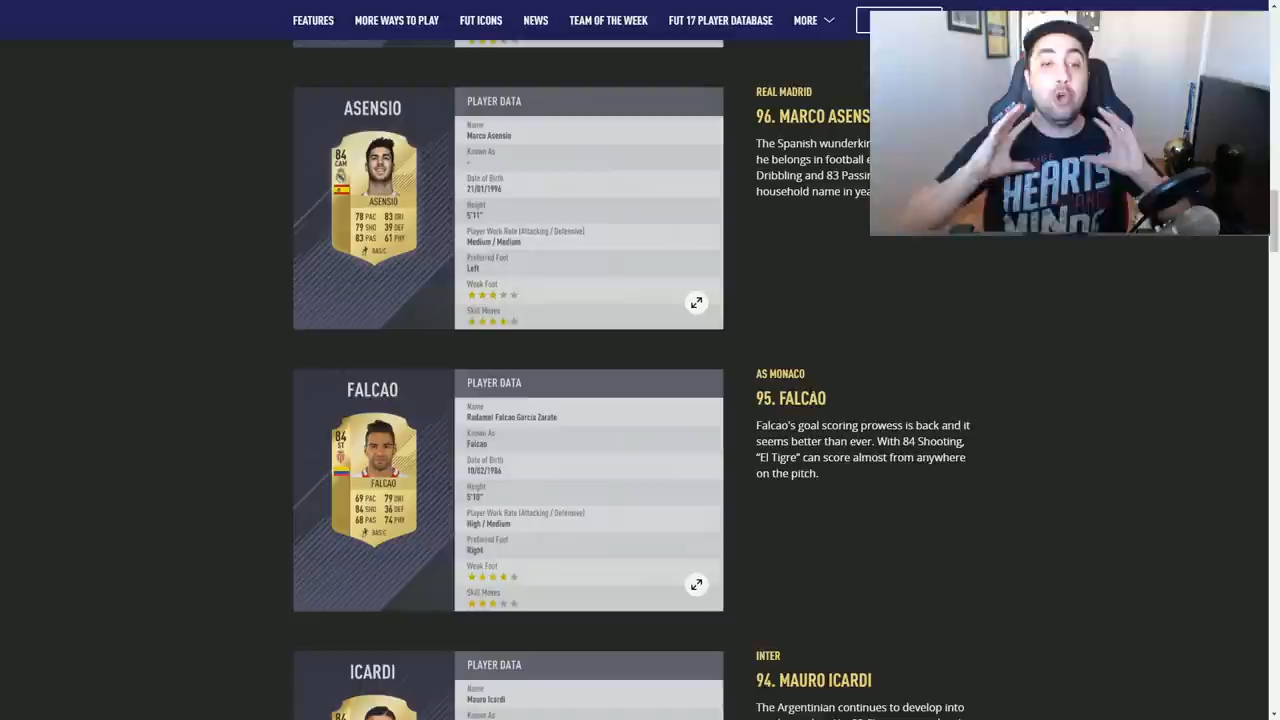 FEATURES
MORE WAYS TO PLAY
FUT ICONS
NEWS
TEAM OF THE WEEK
FUT 17 PLAYER DATABASE
MORE
ASENSIO
84
CAM
ASENSIO
78 PAC 83 DRI
79 SHO 39 DEF
83 PAS 61 PHY
BASIC
PLAYER DATA
Name
Marco Asensio
Known As
-
Date of Birth
21/01/1996
Height
5'11"
Player Work Rate (Attacking / Defensive)
Medium / Medium
Preferred Foot
Left
Weak Foot
Skill Moves
REAL MADRID
96. MARCO ASENS
The Spanish wunderkin
he belongs in football e
Dribbling and 83 Passin
household name in yea
HEARTS
MINDS
FALCAO
84
ST
FALCAO
69 PAC 79 DRI
84 SHO 36 DEF
68 PAS 74 PHY
BASIC
PLAYER DATA
Name
Radamel Falcao García Zarate
Known As
Falcao
Date of Birth
10/02/1986
Height
5'10"
Player Work Rate (Attacking / Defensive)
High / Medium
Preferred Foot
Right
Weak Foot
Skill Moves
AS MONACO
95. FALCAO
Falcao's goal scoring prowess is back and it
seems better than ever. With 84 Shooting,
“El Tigre” can score almost from anywhere
on the pitch.
ICARDI
84
PLAYER DATA
Name
Mauro Icardi
Known As
INTER
94. MAURO ICARDI
The Argentinian continues to develop into